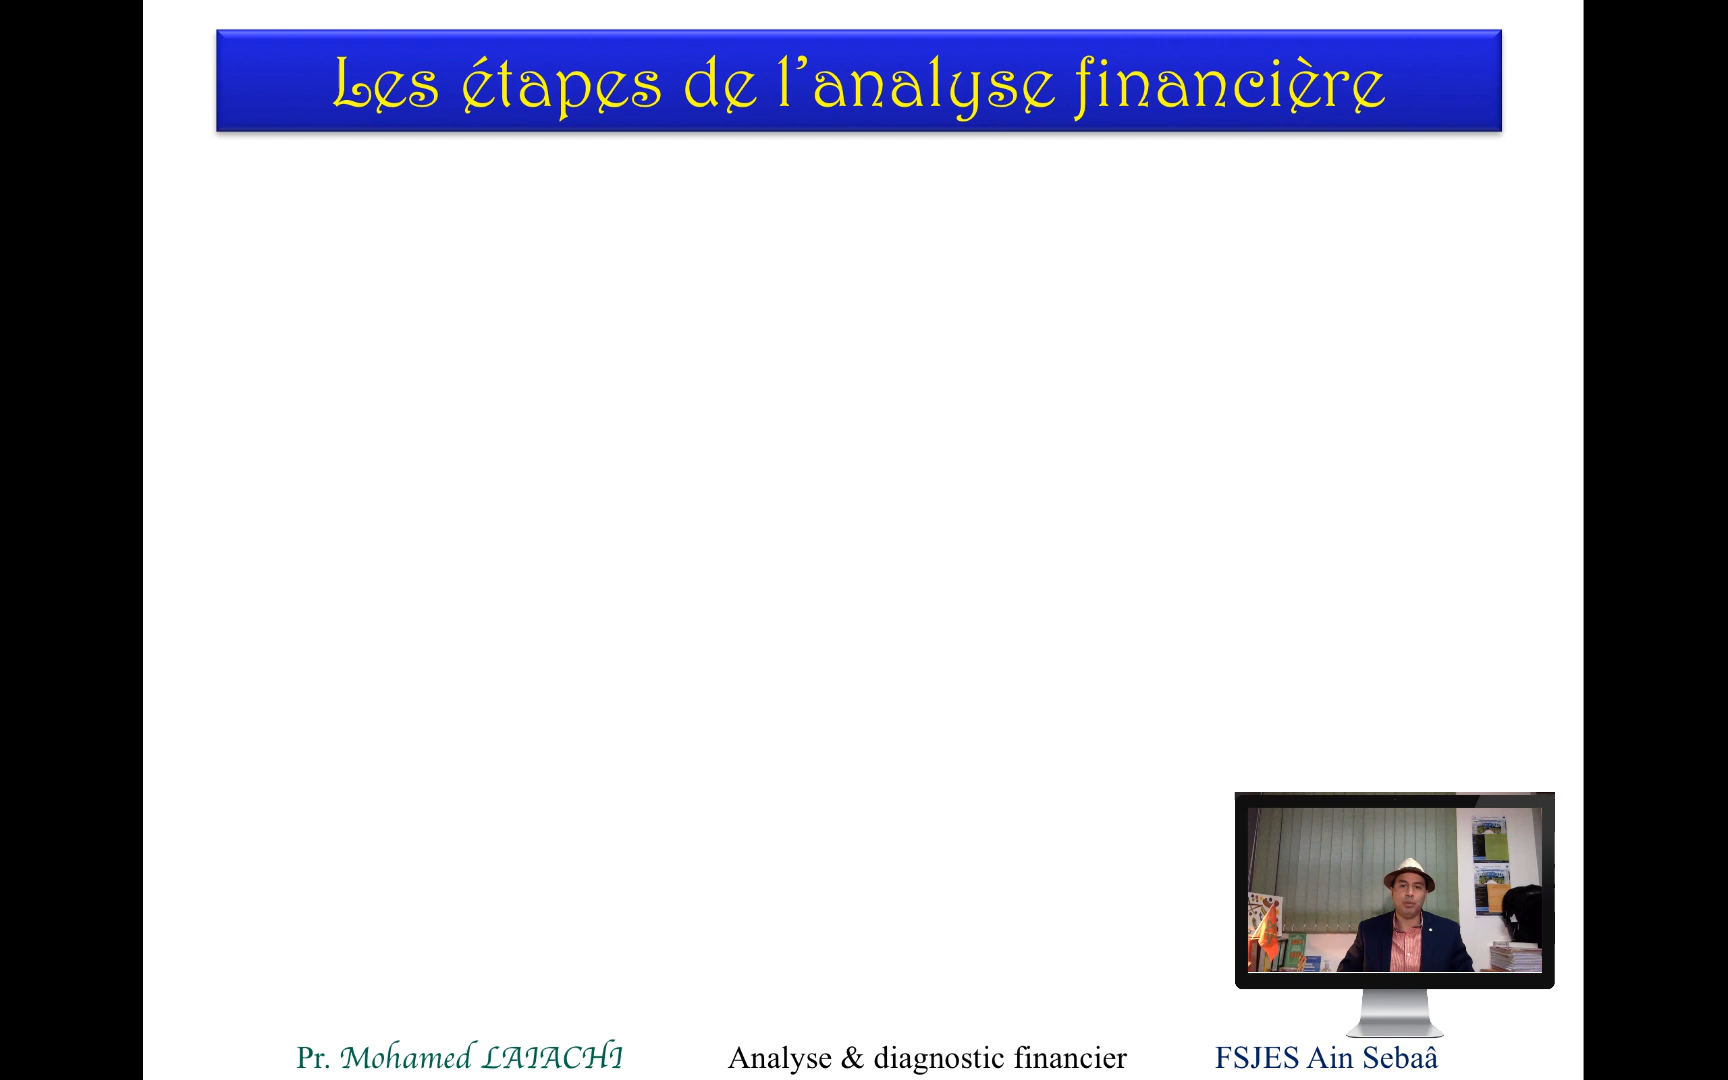 Les étapes de l’analyse financière
Pr. Mohamed LAIACHI Analyse & diagnostic financier FSJES Ain Sebaâ